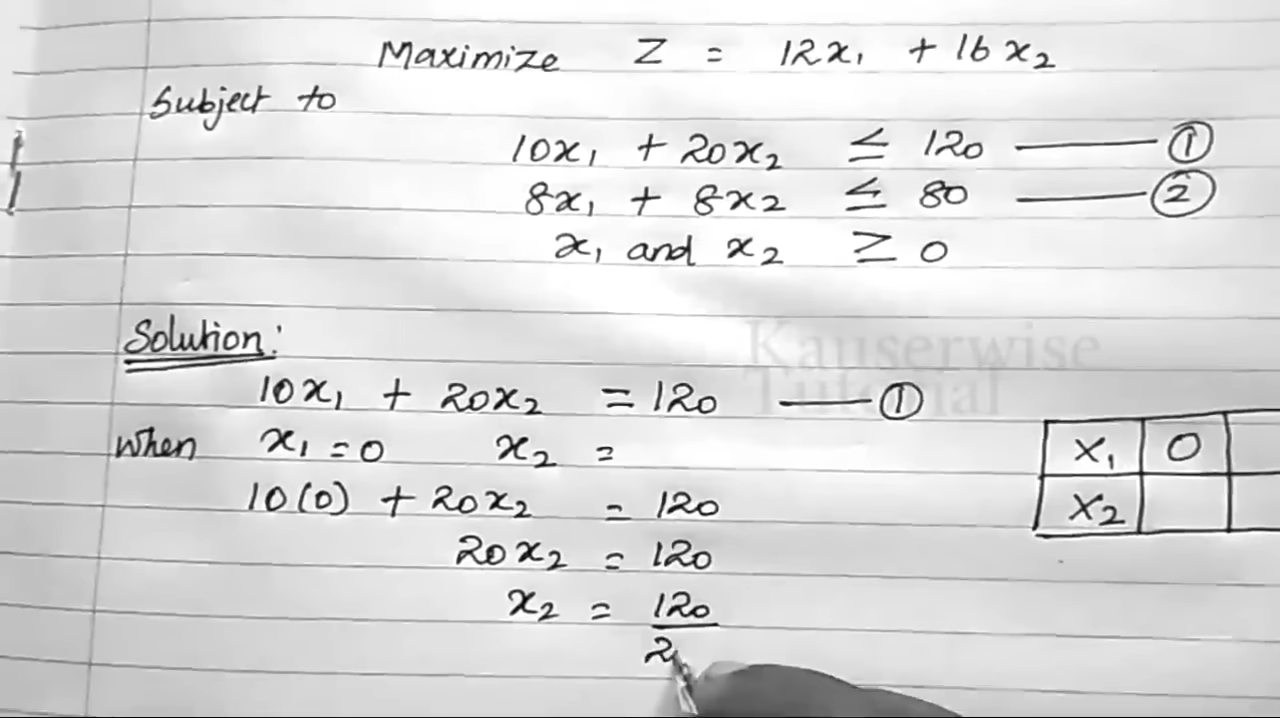 Maximize Z = 12x₁ + 16x₂
Subject to
10x₁ + 20x₂ ≤ 120 —— ①
8x₁ + 8x₂ ≤ 80 —— ②
x₁ and x₂ ≥ 0
Kauserwise
Tutorial
Solution:
10x₁ + 20x₂ = 120 —— ①
When x₁ = 0 x₂ =
10(0) + 20x₂ = 120
20x₂ = 120
x₂ = 120
2
x₁ 0
x₂